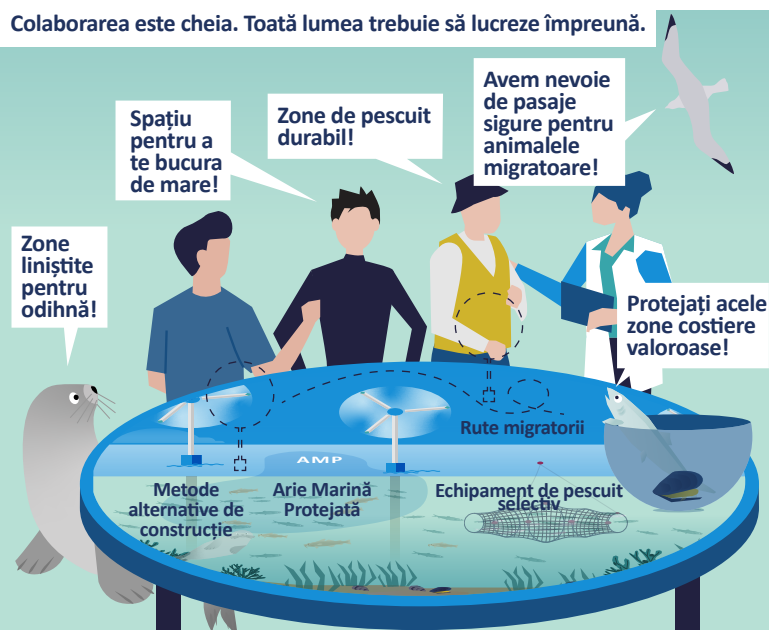 Colaborarea este cheia. Toată lumea trebuie să lucreze împreună.
Avem nevoie
de pasaje
sigure pentru
animalele
migratoare!
Zone de pescuit
durabil!
Spațiu
pentru a
te bucura
de mare!
Zone
liniștite
pentru
odihnă!
Protejați acele
zone costiere
valoroase!
Rute migratorii
AMP
Metode
alternative de
construcție
Arie Marină
Protejată
Echipament de pescuit
selectiv